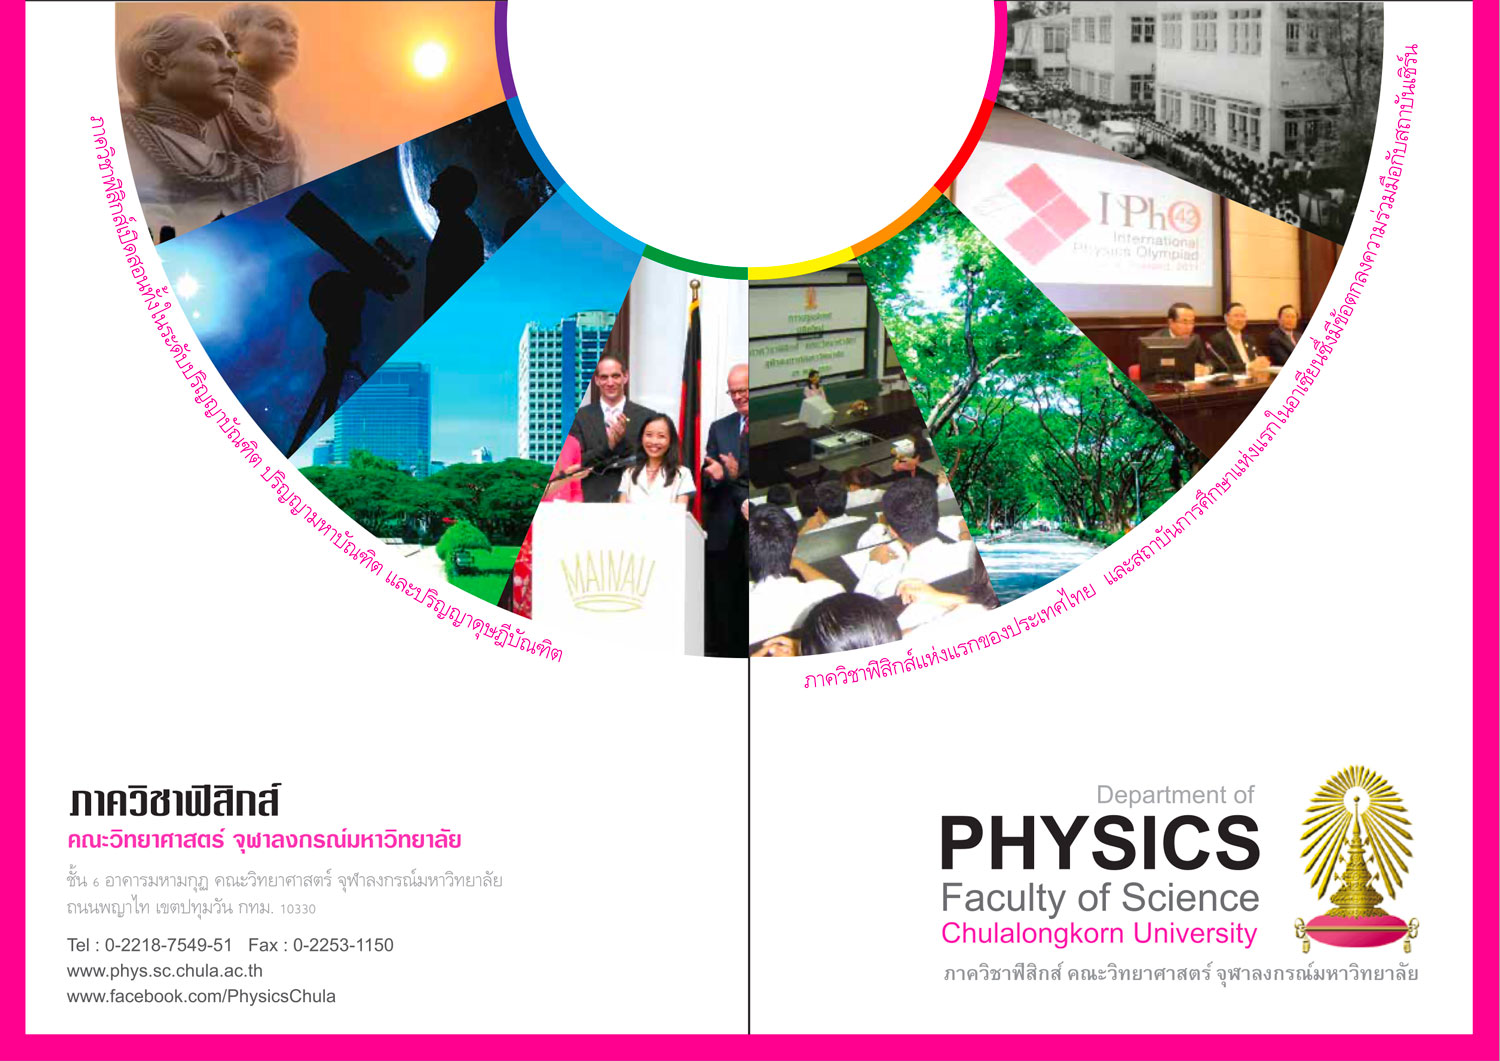 ภาควิชาฟิสิกส์เปิดสอนทั้งในระดับปริญญาบัณฑิต ปริญญามหาบัณฑิต และปริญญาดุษฎีบัณฑิต
MAINAU
ภาควิชาฟิสิกส์
คณะวิทยาศาสตร์ จุฬาลงกรณ์มหาวิทยาลัย
ชั้น 6 อาคารมหามกุฏ คณะวิทยาศาสตร์ จุฬาลงกรณ์มหาวิทยาลัย
ถนนพญาไท เขตปทุมวัน กทม. 10330
Tel : 0-2218-7549-51 Fax : 0-2253-1150
www.phys.sc.chula.ac.th
www.facebook.com/PhysicsChula
IPhO 42
International
Physics Olympiad
ภาควิชาฟิสิกส์แห่งแรกของประเทศไทย และสถาบันการศึกษาแห่งแรกในอาเซียนซึ่งมีข้อตกลงความร่วมมือกับสถาบันเซิร์น
Department of
PHYSICS
Faculty of Science
Chulalongkorn University
ภาควิชาฟิสิกส์ คณะวิทยาศาสตร์ จุฬาลงกรณ์มหาวิทยาลัย